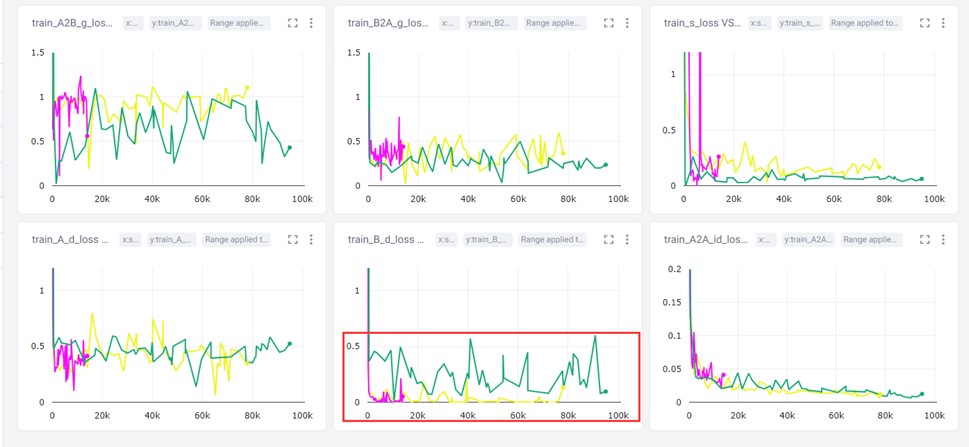 train_A2B_g_loss... x:... y:train_A2... Range applie...
1.5
1
0.5
0
0 20k 40k 60k 80k 100k
train_B2A_g_loss... x:... y:train_B2... Range applie...
1.5
1
0.5
0
0 20k 40k 60k 80k 100k
train_s_loss VS... x:s... y:train_s_... Range applied to...
1
0.5
0
0 20k 40k 60k 80k 100k
train_A_d_loss ... x:s... y:train_A_... Range applied t...
1
0.5
0
0 20k 40k 60k 80k 100k
train_B_d_loss ... x:s... y:train_B_... Range applied t...
1
0.5
0
0 20k 40k 60k 80k 100k
train_A2A_id_los... x:... y:train_A2A... Range applie...
0.2
0.15
0.1
0.05
0
0 20k 40k 60k 80k 100k